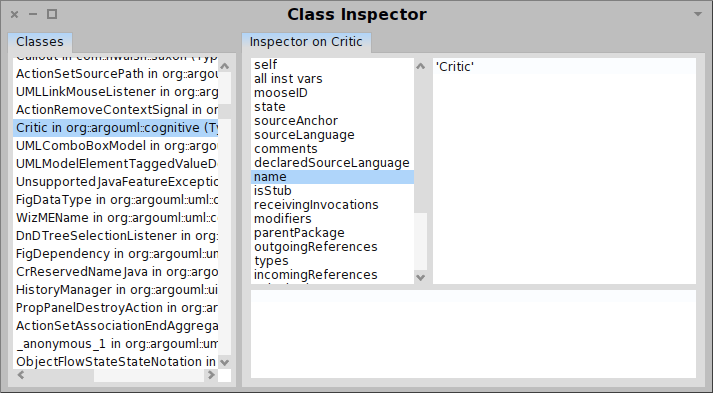 Class Inspector
Classes
Inspector on Critic
ActionSetSourcePath in org::argou
UMLLinkMouseListener in org::argo
ActionRemoveContextSignal in or
Critic in org::argouml::cognitive (Ty
UMLComboBoxModel in org::argou
UMLModelElementTaggedValueD
UnsupportedJavaFeatureExceptio
FigDataType in org::argouml::uml::d
WizMEName in org::argouml::uml::c
DnDTreeSelectionListener in org::a
FigDependency in org::argouml::um
CrReservedNameJava in org::argou
HistoryManager in org::argouml::ui
PropPanelDestroyAction in org::arg
ActionSetAssociationEndAggrega
_anonymous_1 in org::argouml::um
ObjectFlowStateStateNotation in
self
all inst vars
mooseID
state
sourceAnchor
sourceLanguage
comments
declaredSourceLanguage
name
isStub
receivingInvocations
modifiers
parentPackage
outgoingReferences
types
incomingReferences
'Critic'